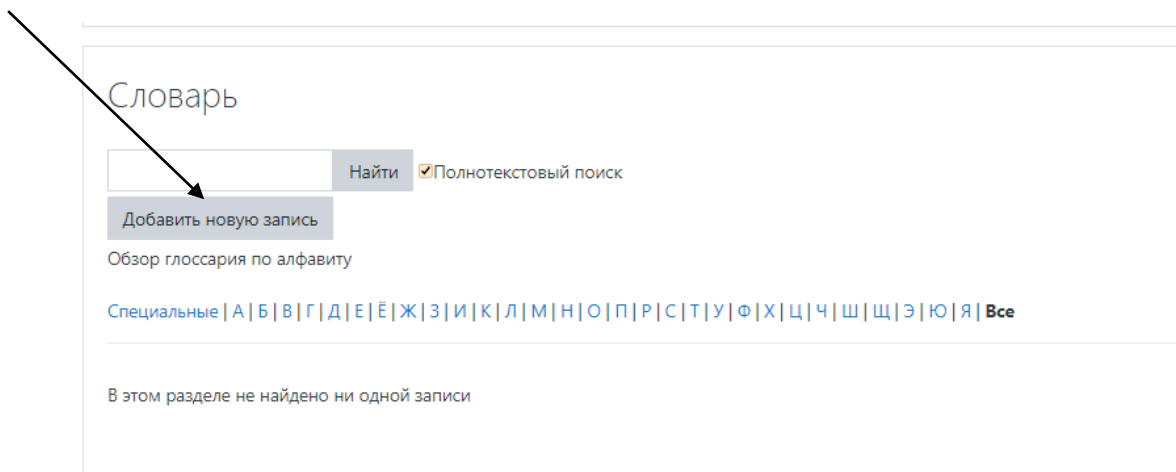 Словарь
Найти Полнотекстовый поиск
Добавить новую запись
Обзор глоссария по алфавиту
Специальные | А | Б | В | Г | Д | Е | Ё | Ж | З | И | К | Л | М | Н | О | П | Р | С | Т | У | Ф | Х | Ц | Ч | Ш | Щ | Э | Ю | Я | Все
В этом разделе не найдено ни одной записи